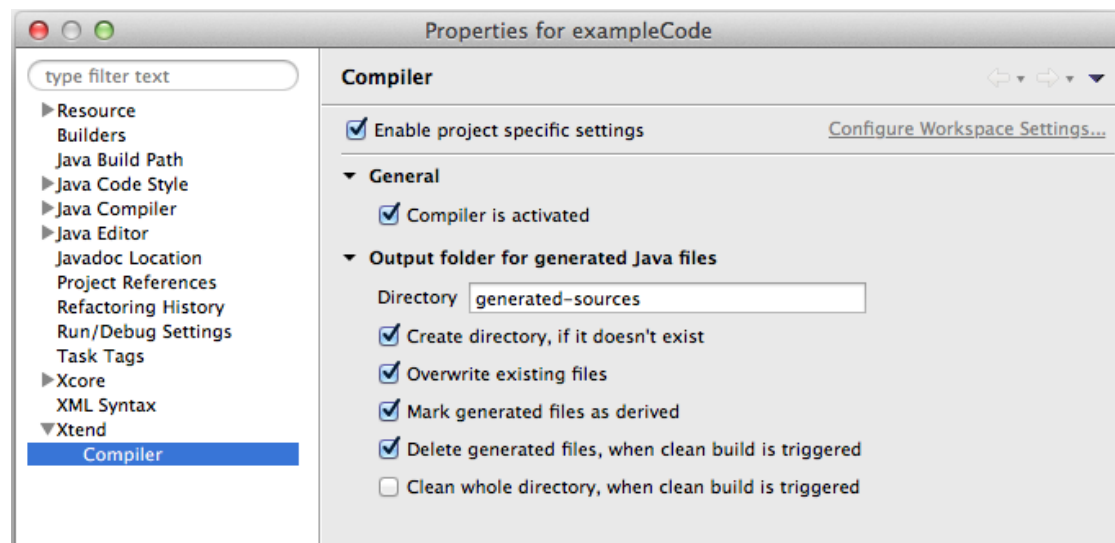 Properties for exampleCode
type filter text
Resource
Builders
Java Build Path
Java Code Style
Java Compiler
Java Editor
Javadoc Location
Project References
Refactoring History
Run/Debug Settings
Task Tags
Xcore
XML Syntax
Xtend
Compiler
Compiler
Enable project specific settings
Configure Workspace Settings...
General
Compiler is activated
Output folder for generated Java files
Directory generated-sources
Create directory, if it doesn't exist
Overwrite existing files
Mark generated files as derived
Delete generated files, when clean build is triggered
Clean whole directory, when clean build is triggered